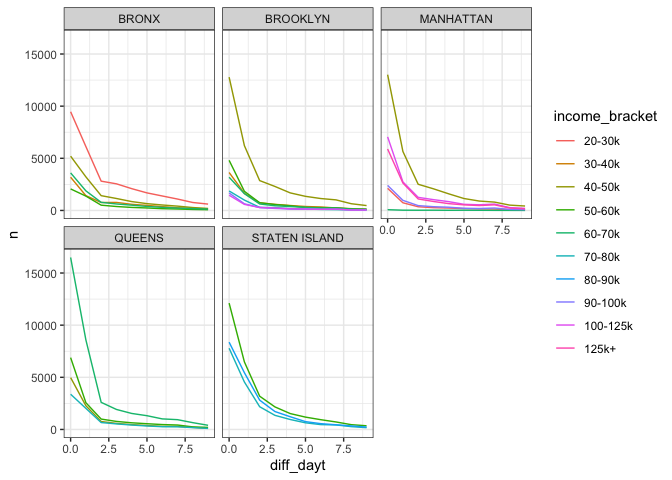 BRONX BROOKLYN MANHATTAN
15000
10000
5000
0
QUEENS STATEN ISLAND
15000
10000
5000
0
0.0 2.5 5.0 7.5
0.0 2.5 5.0 7.5
0.0 2.5 5.0 7.5
diff_dayt
n
income_bracket
20-30k
30-40k
40-50k
50-60k
60-70k
70-80k
80-90k
90-100k
100-125k
125k+